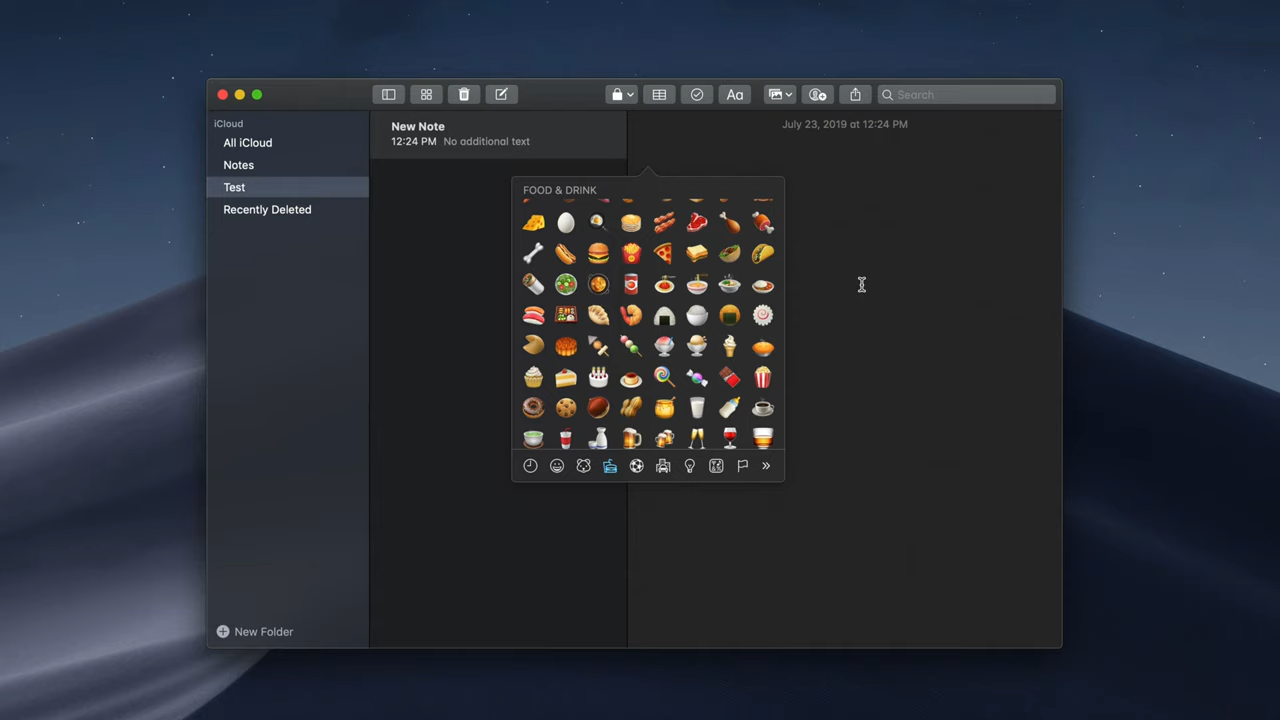 Aa
Search
iCloud
All iCloud
Notes
Test
Recently Deleted
New Folder
New Note
12:24 PM No additional text
July 23, 2019 at 12:24 PM
FOOD & DRINK